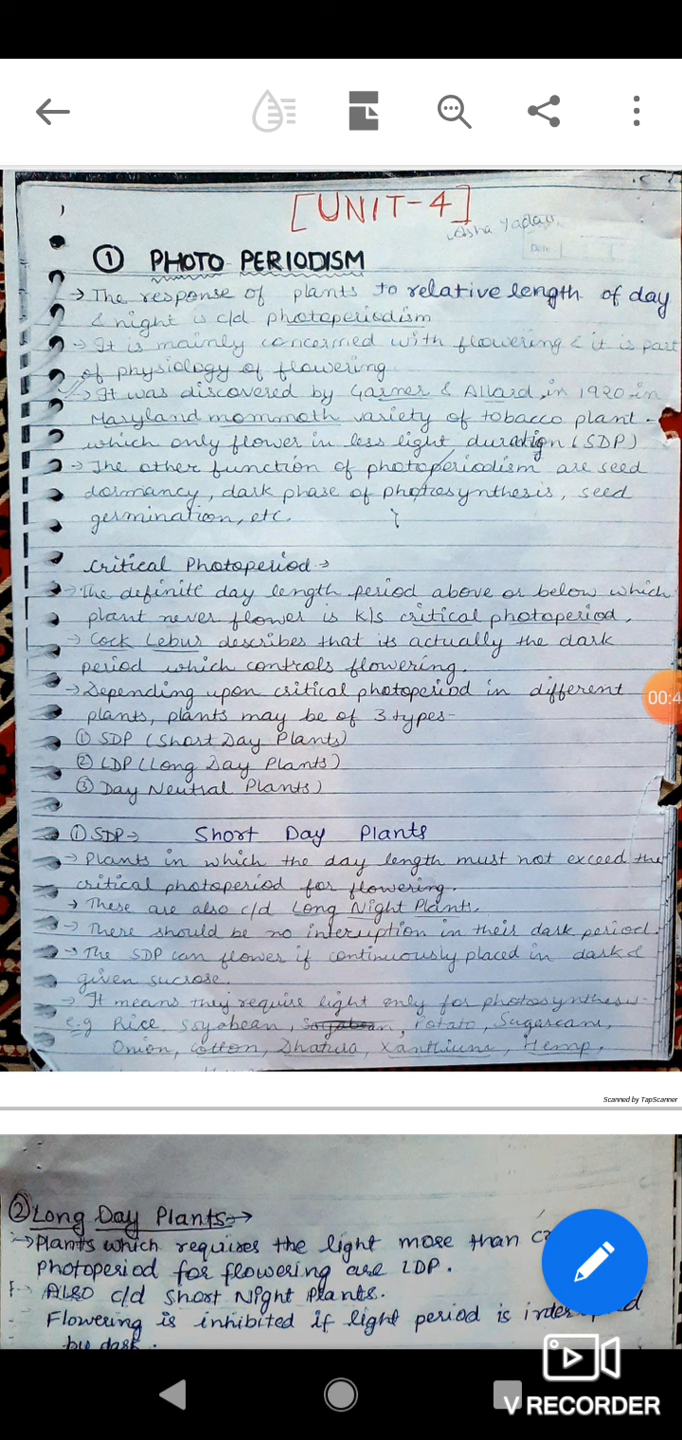 [UNIT-4]
Asha Yadav
Date
① PHOTO PERIODISM
→ The response of plants to relative length of day
& night is c/d photoperiodism
→ It is mainly concerned with flowering & it is part
of physiology of flowering
→ It was discovered by Garner & Allard in 1920 in
Maryland mommoth variety of tobacco plant.
which only flower in less light duration (SDP)
→ The other function of photoperiodism are seed
dormancy, dark phase of photosynthesis, seed
germination, etc.
Critical Photoperiod →
→ The definite day length period above or below which
plant never flower is k/s critical photoperiod.
→ Cock Lebur describes that its actually the dark
period which controls flowering.
→ Depending upon critical photoperiod in different
plants, plants may be of 3 types-
① SDP (Short Day Plants)
② LDP (Long Day Plants)
③ Day Neutral Plants)
00:4
① SDP → Short Day Plants
→ Plants in which the day length must not exceed the
critical photoperiod for flowering.
→ These are also c/d Long Night Plants.
→ There should be no interuption in their dark period.
→ The SDP can flower if continuously placed in dark &
given sucrose.
→ It means they require light only for photosynthesis.
e.g Rice, Soyabean, Potato, Sugarcane,
Onion, Cotton, Dhatura, Xanthium, Hemp,
Scanned by TapScanner
② Long Day Plants →
→ Plants which requires the light more than
Photoperiod for flowering are LDP.
Also c/d Short Night Plants.
Flowering is inhibited if light period is
by dark.
V RECORDER